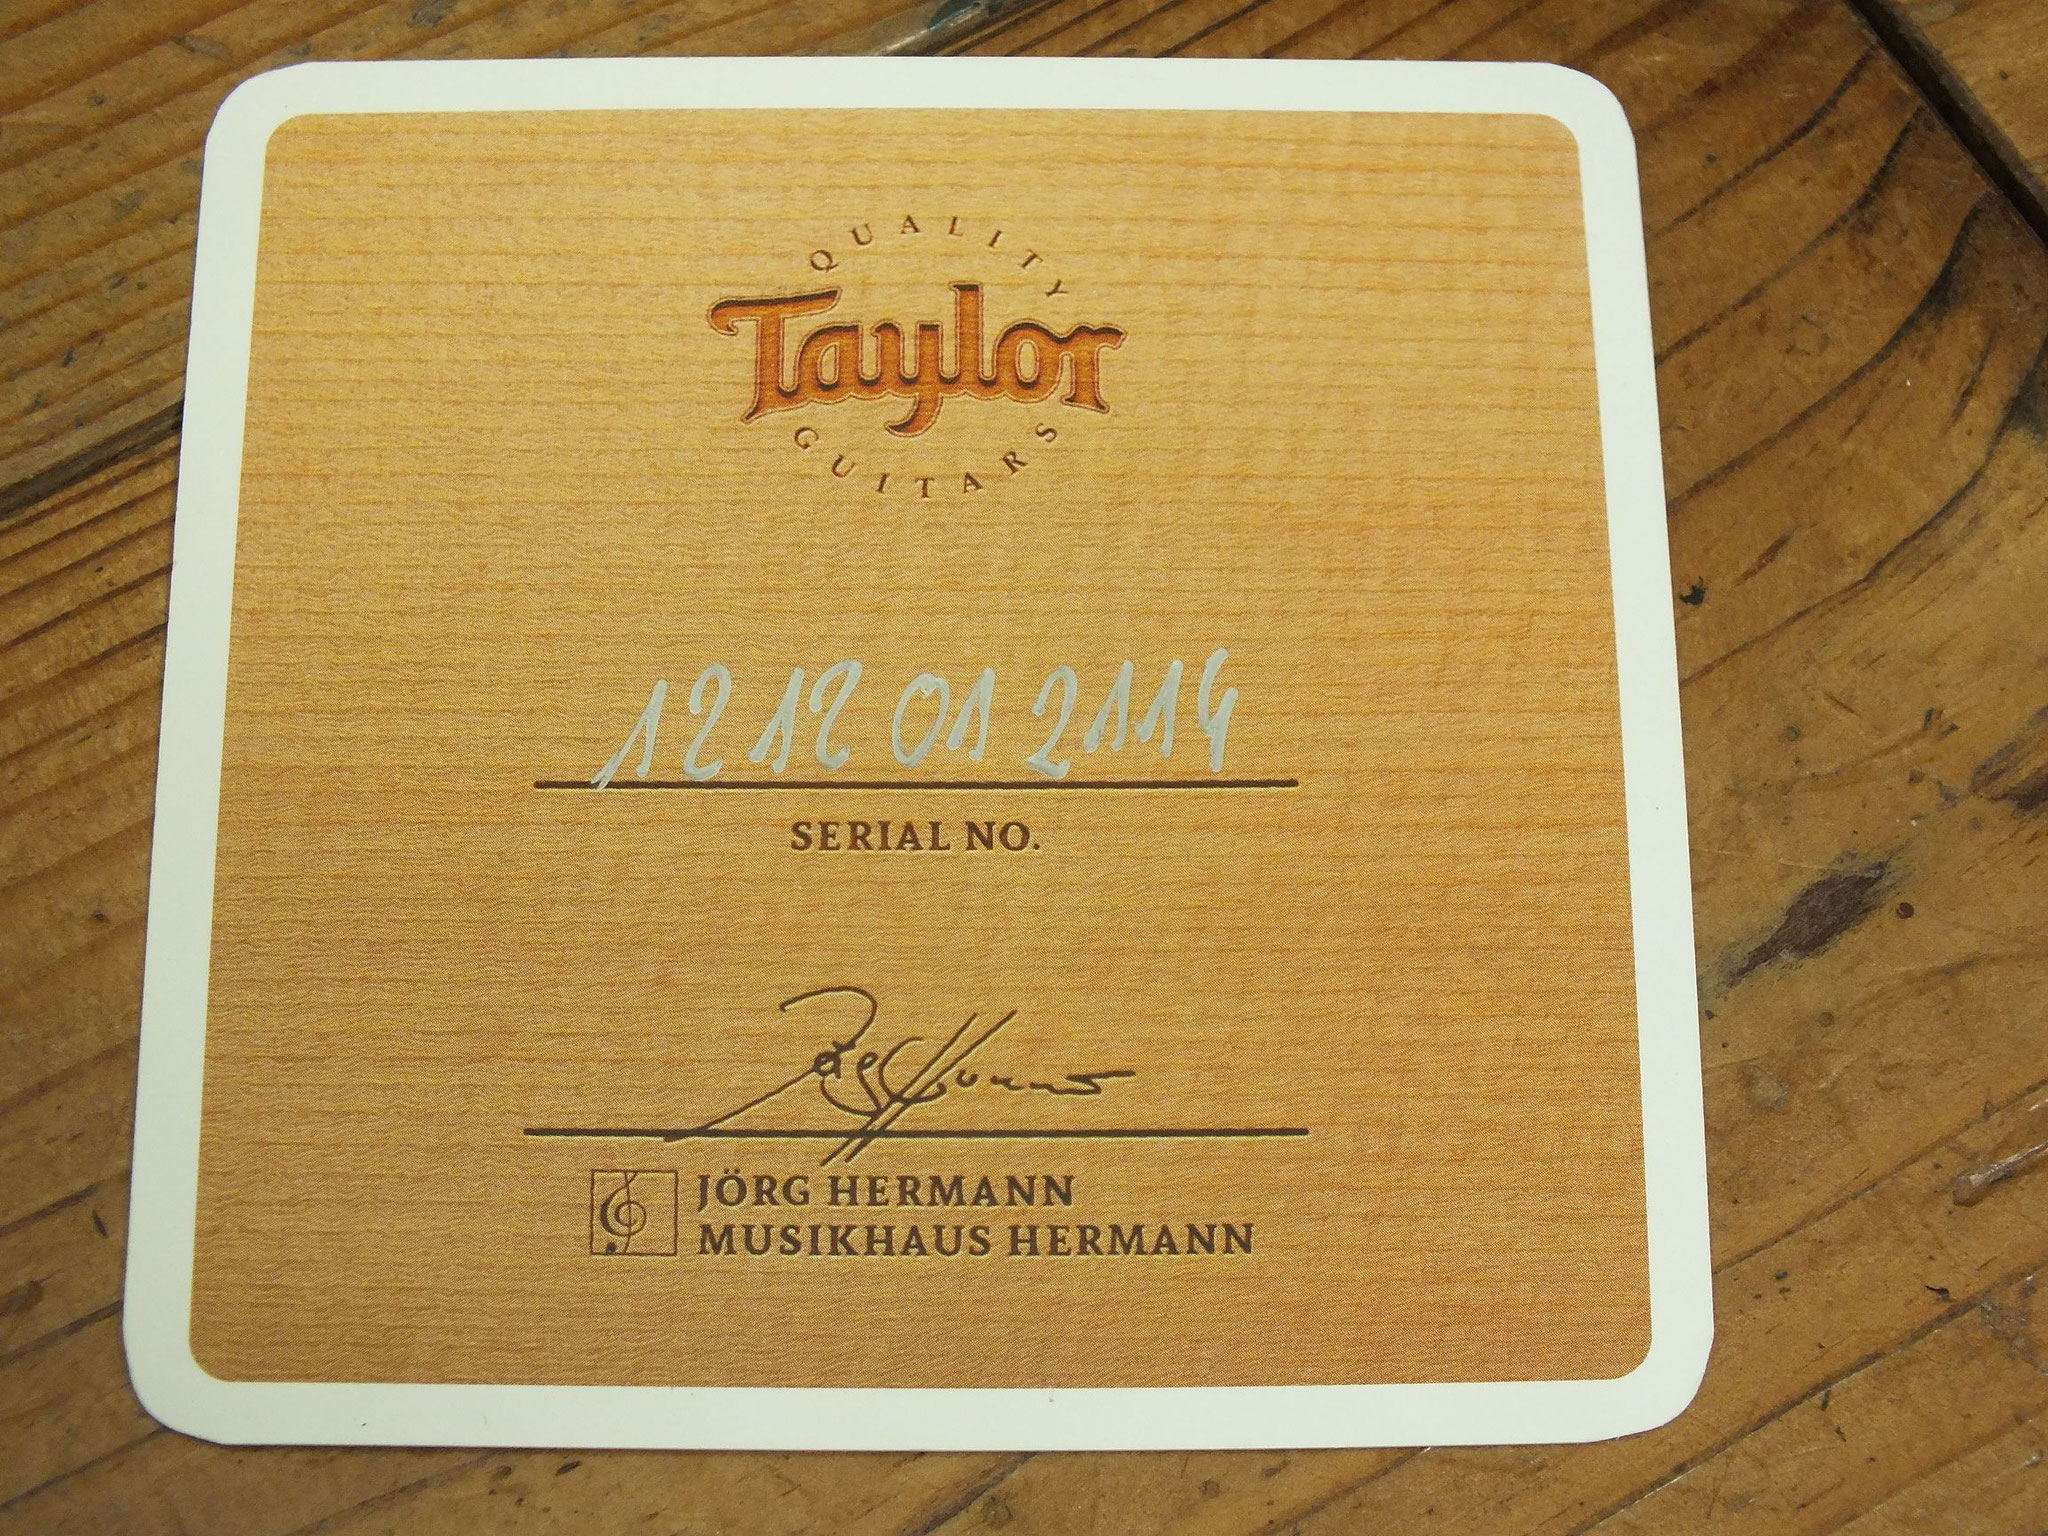 QUALITY
Taylor
GUITARS
1212012114
SERIAL NO.
JÖRG HERMANN
MUSIKHAUS HERMANN